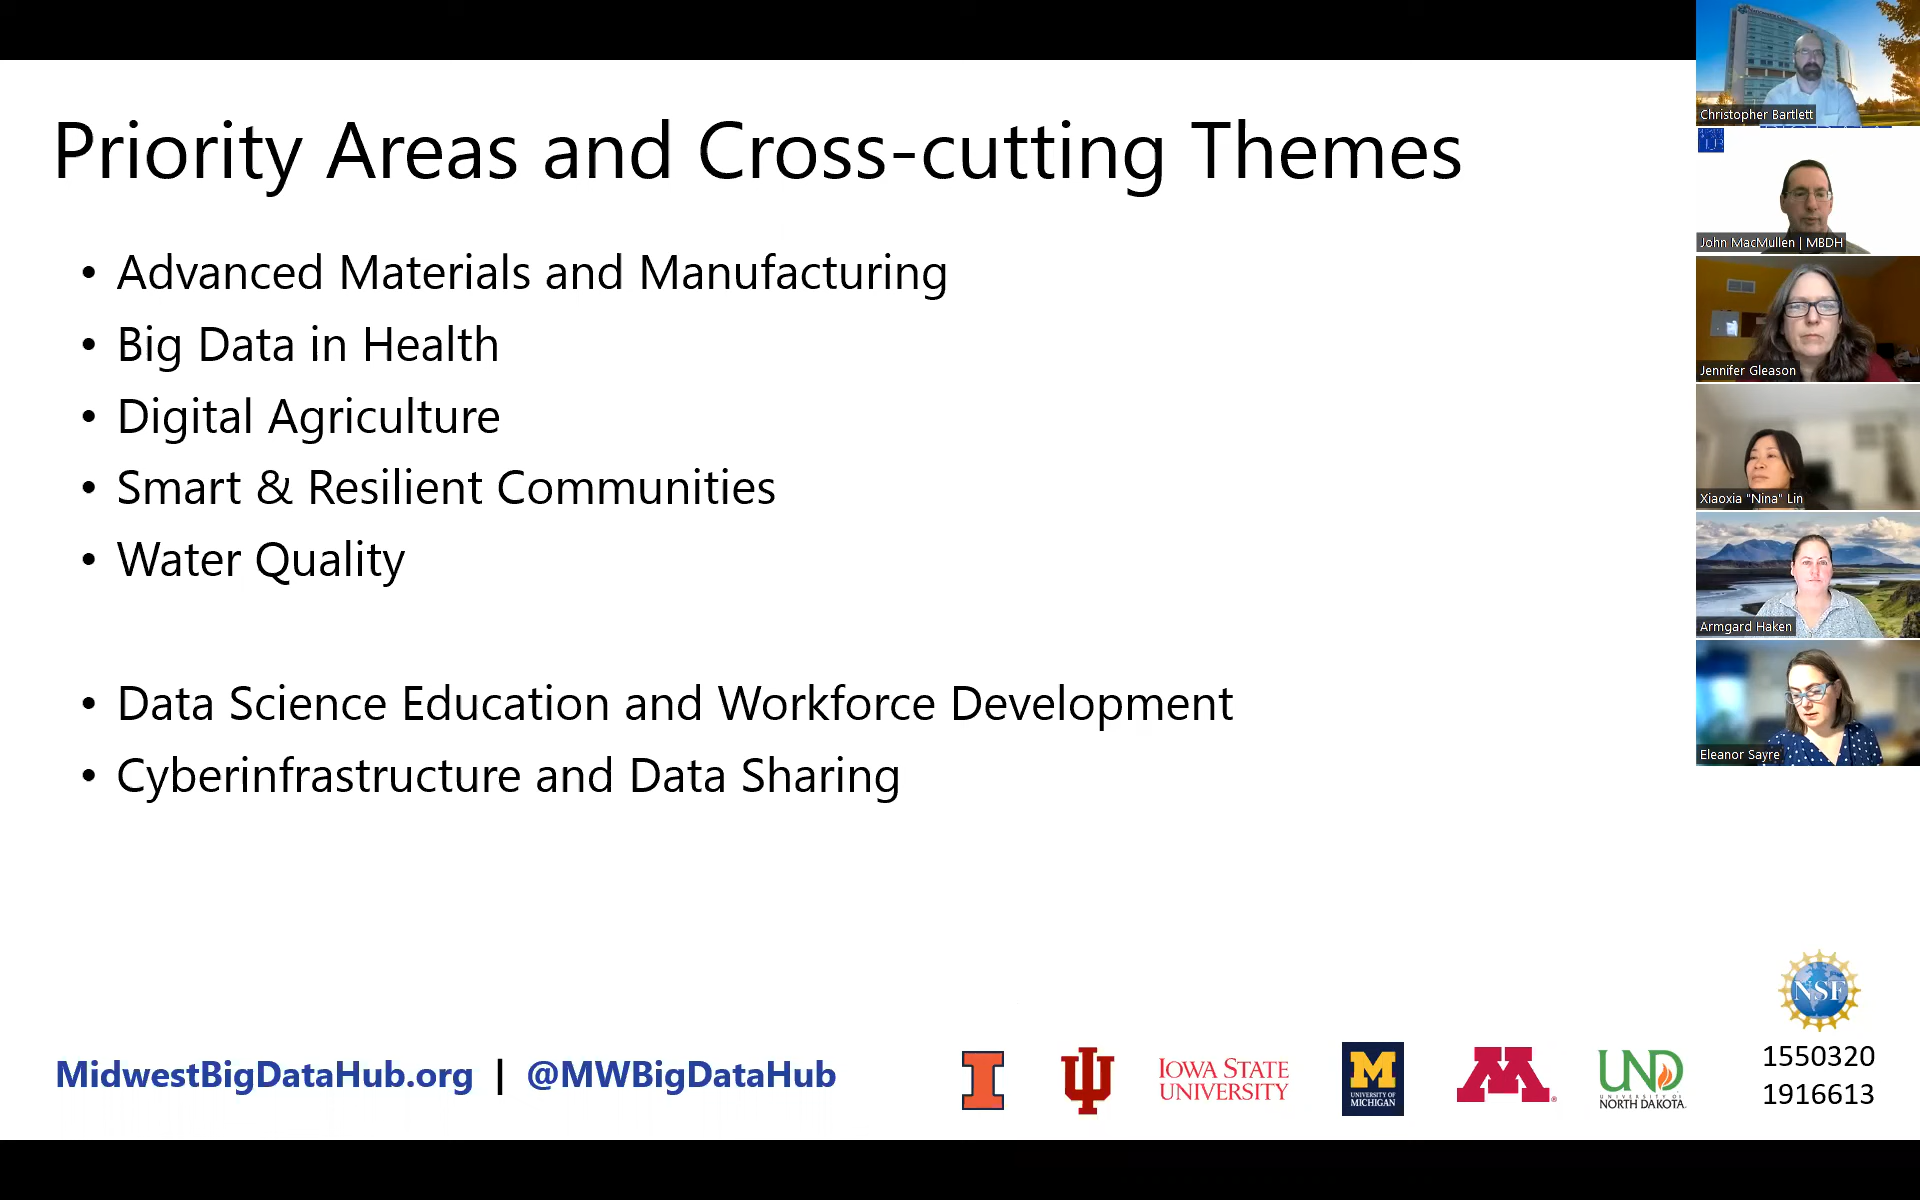 Priority Areas and Cross-cutting Themes
• Advanced Materials and Manufacturing
• Big Data in Health
• Digital Agriculture
• Smart & Resilient Communities
• Water Quality
• Data Science Education and Workforce Development
• Cyberinfrastructure and Data Sharing
MidwestBigDataHub.org | @MWBigDataHub
I
IOWA STATE
UNIVERSITY
M
UNIVERSITY OF
MICHIGAN
M
UND
UNIVERSITY OF
NORTH DAKOTA
NSF
1550320
1916613
Christopher Bartlett
John MacMullen | MBDH
Jennifer Gleason
Xiaoxia "Nina" Lin
Armgard Haken
Eleanor Sayre